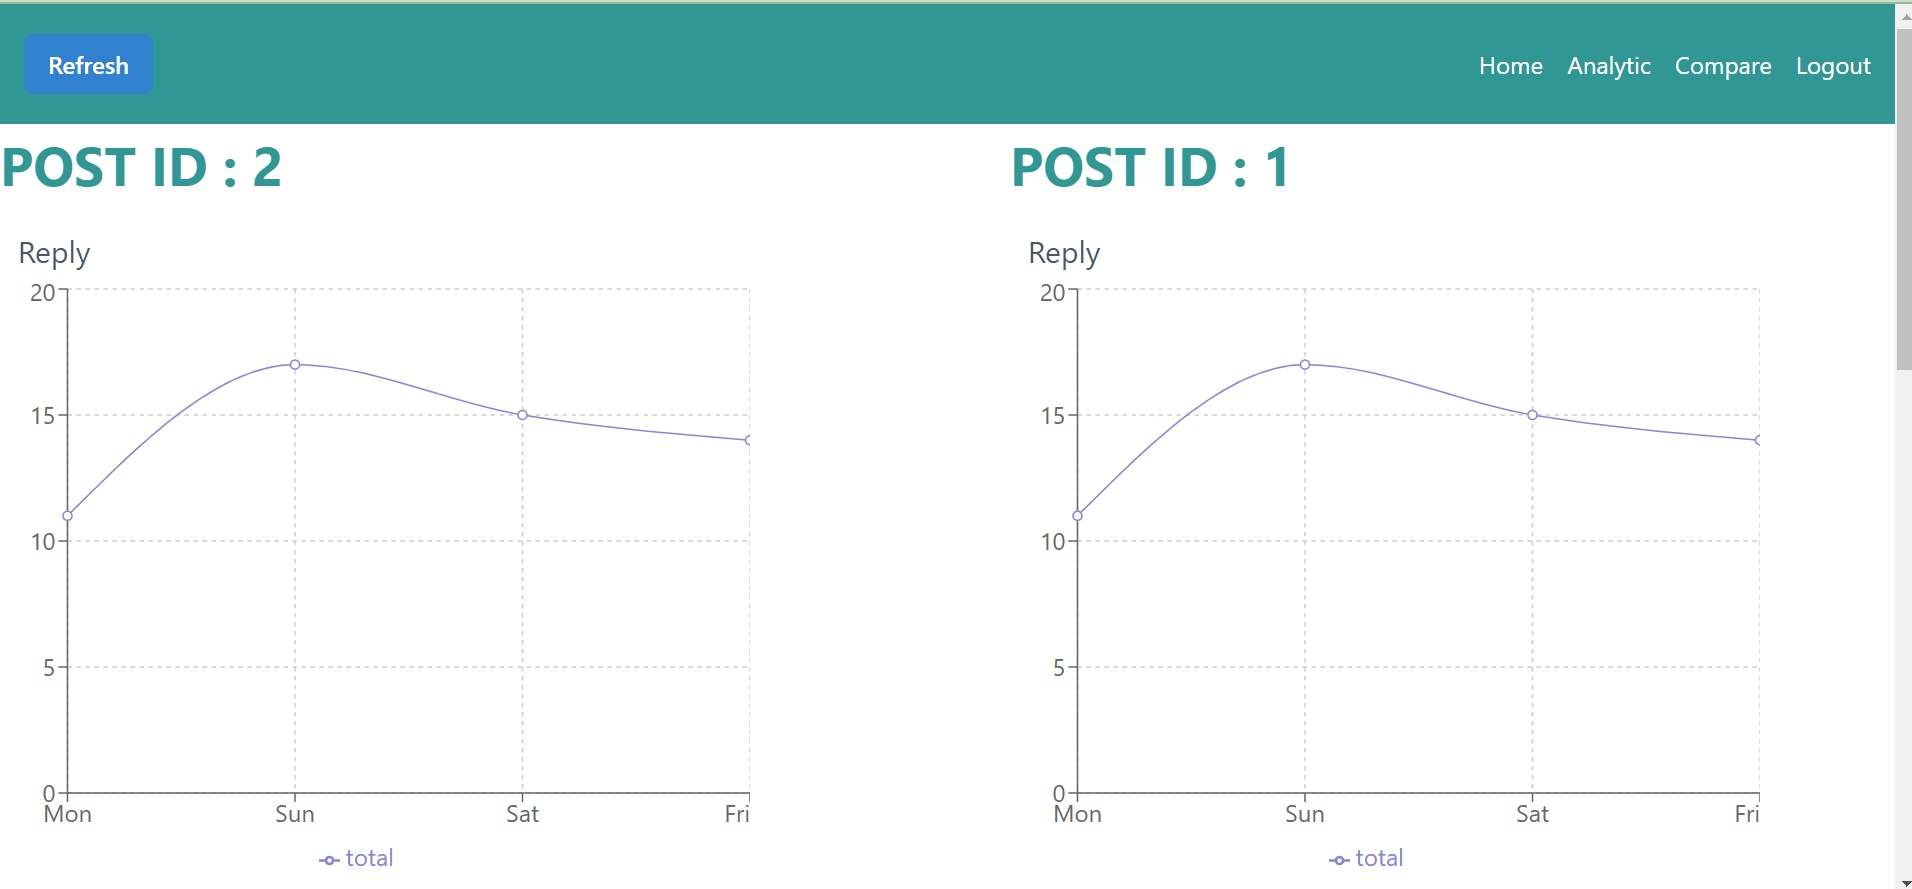 Refresh Home Analytic Compare Logout
POST ID : 2
Reply
20
15
10
5
0
Mon Sun Sat Fri
total
POST ID : 1
Reply
20
15
10
5
0
Mon Sun Sat Fri
total